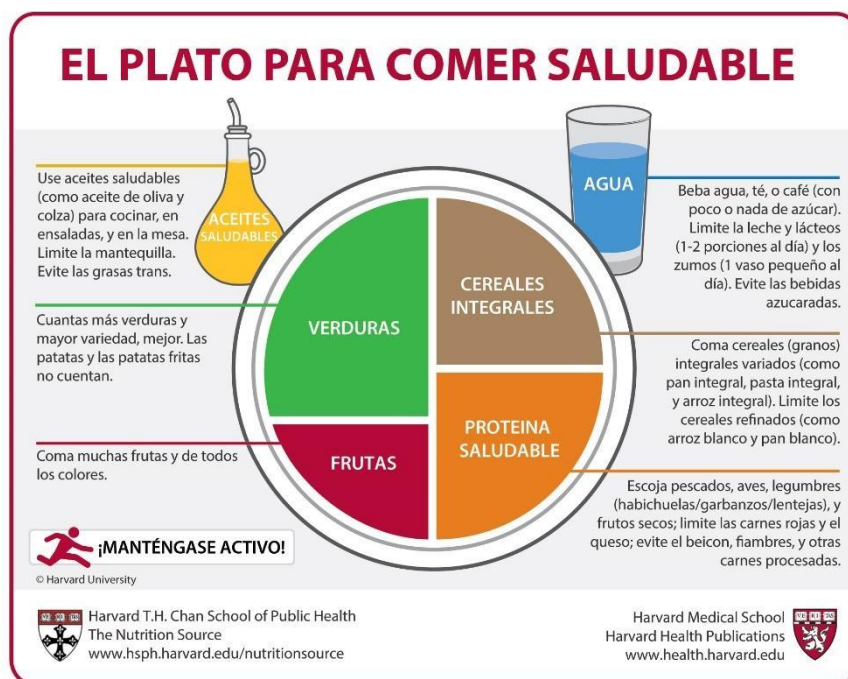 EL PLATO PARA COMER SALUDABLE
Use aceites saludables
(como aceite de oliva y
colza) para cocinar, en
ensaladas, y en la mesa.
Limite la mantequilla.
Evite las grasas trans.
ACEITES
SALUDABLES
AGUA
Beba agua, té, o café (con
poco o nada de azúcar).
Limite la leche y lácteos
(1-2 porciones al día) y los
zumos (1 vaso pequeño al
día). Evite las bebidas
azucaradas.
VERDURAS
CEREALES
INTEGRALES
Cuantas más verduras y
mayor variedad, mejor. Las
patatas y las patatas fritas
no cuentan.
Coma cereales (granos)
integrales variados (como
pan integral, pasta integral,
y arroz integral). Limite los
cereales refinados (como
arroz blanco y pan blanco).
FRUTAS
PROTEINA
SALUDABLE
Coma muchas frutas y de todos
los colores.
Escoja pescados, aves, legumbres
(habichuelas/garbanzos/lentejas), y
frutos secos; limite las carnes rojas y el
queso; evite el beicon, fiambres, y otras
carnes procesadas.
¡MANTÉNGASE ACTIVO!
© Harvard University
Harvard T.H. Chan School of Public Health
The Nutrition Source
www.hsph.harvard.edu/nutritionsource
Harvard Medical School
Harvard Health Publications
www.health.harvard.edu